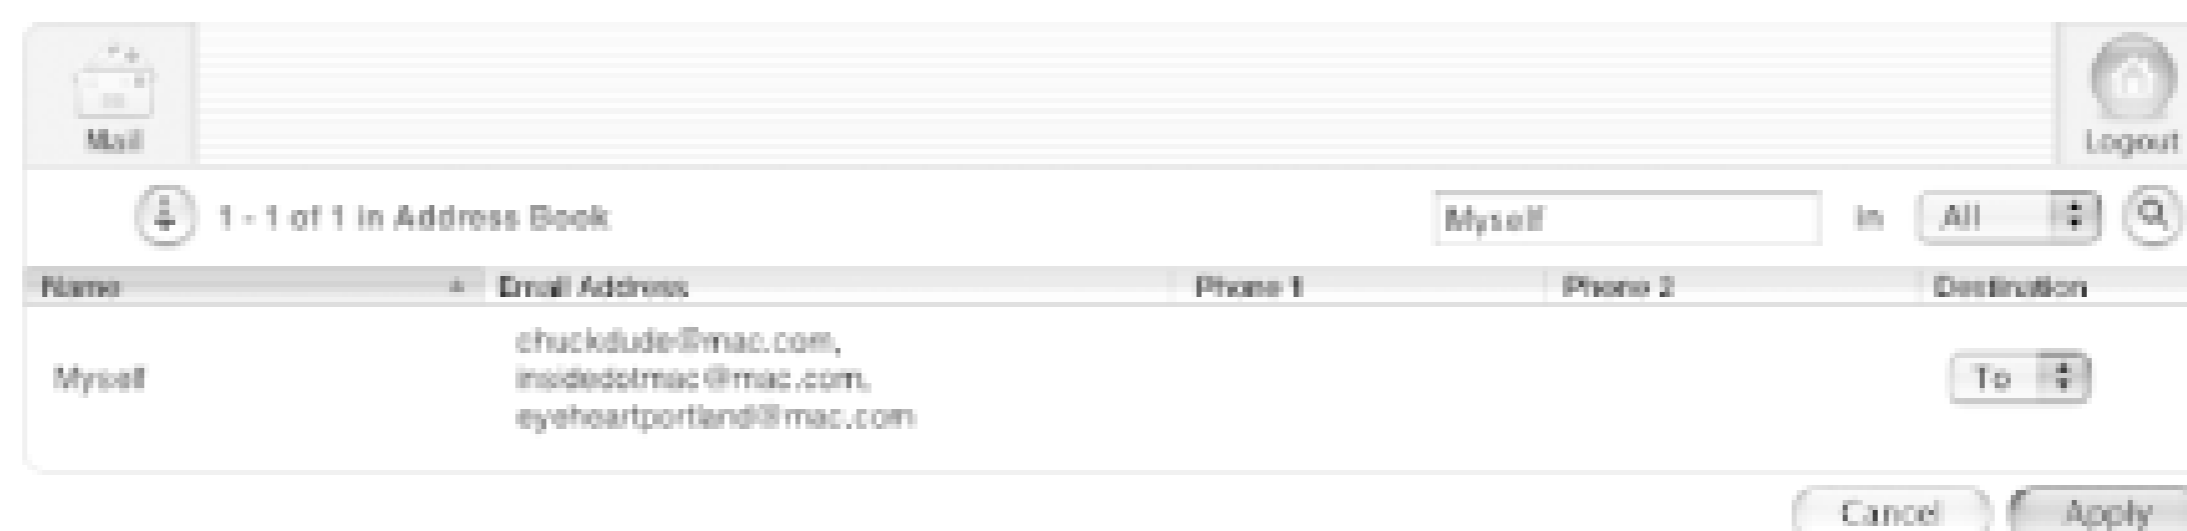 Mail
Logout
1 - 1 of 1 in Address Book
Myself in All
Name Email Address Phone 1 Phone 2 Destination
chuckdude@mac.com,
Myself insidedotmac@mac.com, To
eyeheartportland@mac.com
Cancel Apply